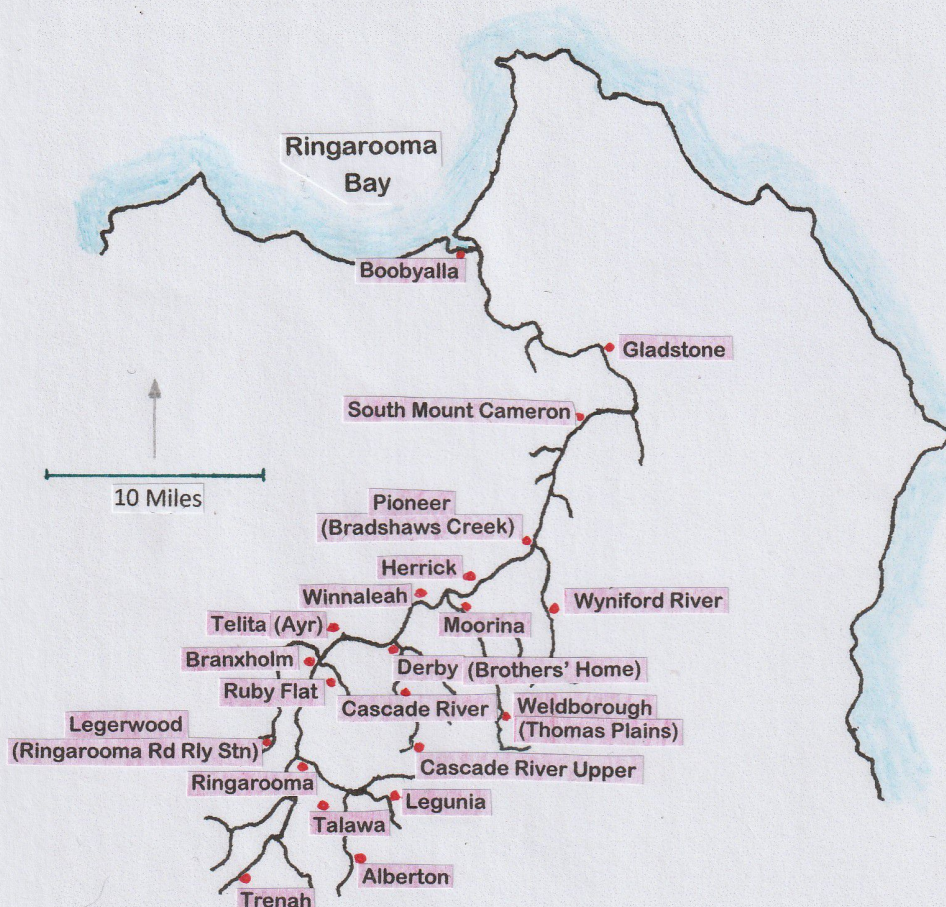 Ringarooma
Bay
Boobyalla
Gladstone
South Mount Cameron
10 Miles
Pioneer
(Bradshaws Creek)
Herrick
Winnaleah
Wyniford River
Telita (Ayr)
Moorina
Branxholm
Derby (Brothers' Home)
Ruby Flat
Cascade River
Weldborough
(Thomas Plains)
Legerwood
(Ringarooma Rd Rly Stn)
Cascade River Upper
Ringarooma
Legunia
Talawa
Alberton
Trenah